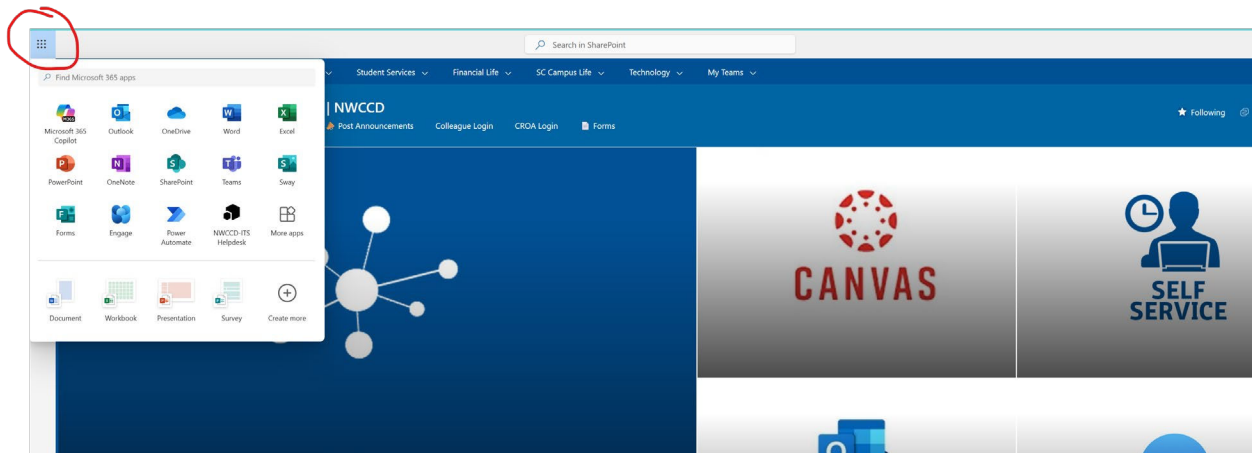 Search in SharePoint
Find Microsoft 365 apps
Student Services
Financial Life
SC Campus Life
Technology
My Teams
| NWCCD
Post Announcements
Colleague Login
CROA Login
Forms
Following
M365
Microsoft 365
Copilot
Outlook
OneDrive
Word
Excel
PowerPoint
OneNote
SharePoint
Teams
Sway
Forms
Engage
Power
Automate
NWCCD-ITS
Helpdesk
More apps
Document
Workbook
Presentation
Survey
Create more
CANVAS
SELF
SERVICE